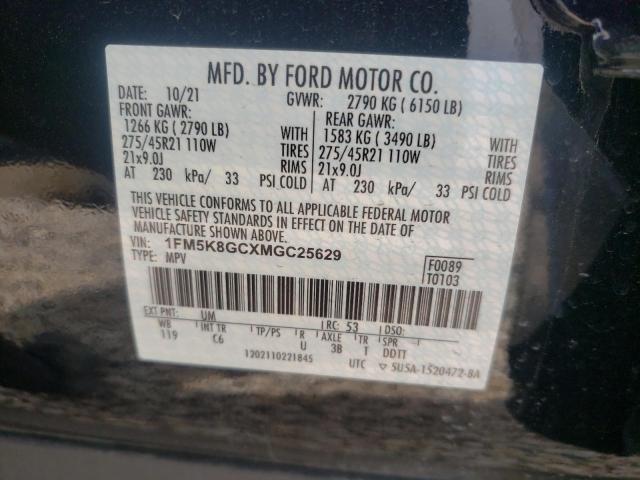 MFD. BY FORD MOTOR CO.
DATE: 10/21 GVWR: 2790 KG ( 6150 LB)
FRONT GAWR: REAR GAWR:
1266 KG ( 2790 LB) WITH 1583 KG ( 3490 LB) WITH
275/45R21 110W TIRES 275/45R21 110W TIRES
21x9.0J RIMS 21x9.0J RIMS
AT 230 kPa/ 33 PSI COLD AT 230 kPa/ 33 PSI COLD
THIS VEHICLE CONFORMS TO ALL APPLICABLE FEDERAL MOTOR
VEHICLE SAFETY STANDARDS IN EFFECT ON THE DATE OF
MANUFACTURE SHOWN ABOVE.
VIN: 1FM5K8GCXMGC25629
TYPE: MPV
F0089
T0103
EXT PNT: UM RC: 53 DSO:
WB INT TR TP/PS R AXLE TR SPR
119 C6 U 3B T DDTT
1202110221845 UTC ▽ 5U5A-1520472-BA